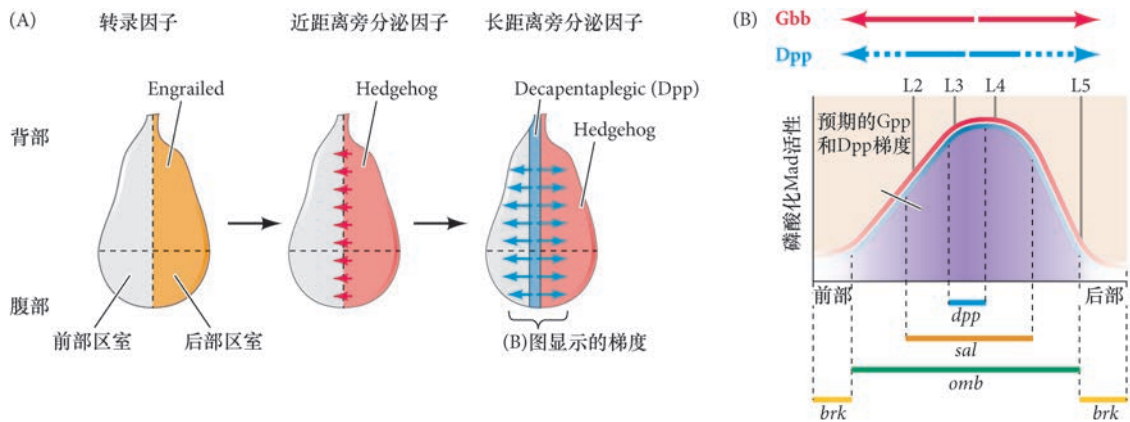 (A)
转录因子
近距离旁分泌因子
长距离旁分泌因子
Engrailed
Hedgehog
Decapentaplegic (Dpp)
Hedgehog
背部
腹部
前部区室
后部区室
(B)图显示的梯度
(B)
Gbb
Dpp
L2
L3
L4
L5
预期的Gpp
和Dpp梯度
磷酸化Mad活性
前部
后部
dpp
sal
omb
brk
brk